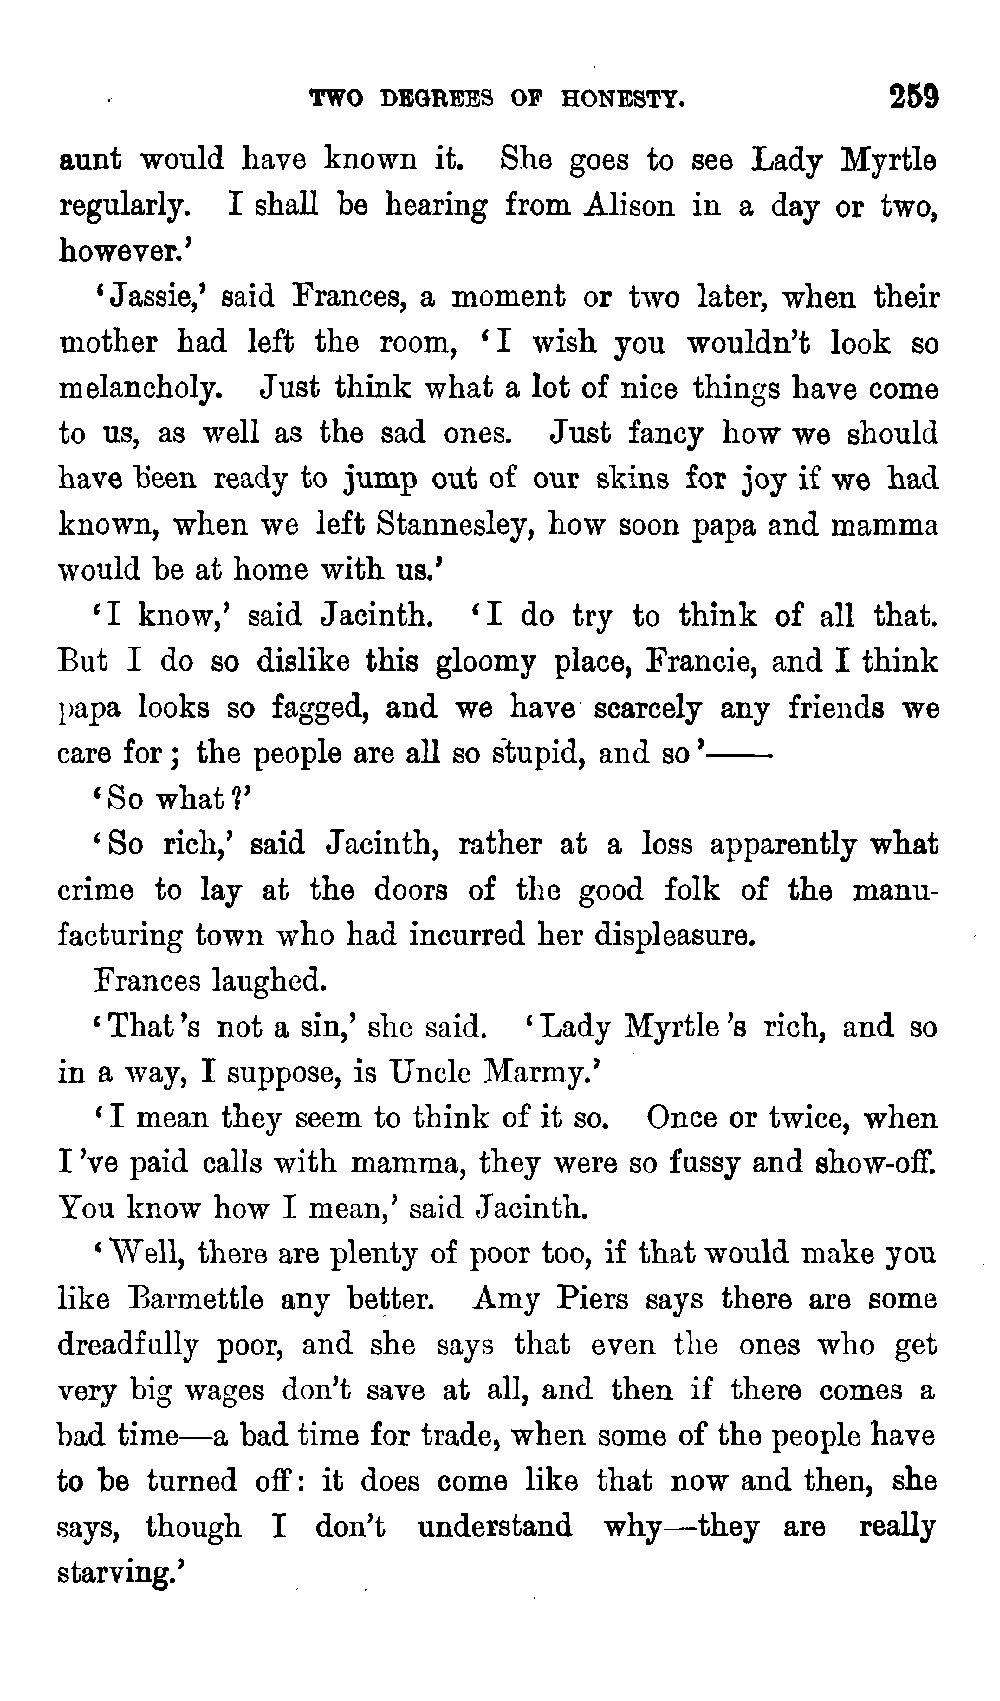 TWO DEGREES OF HONESTY. 259
aunt would have known it. She goes to see Lady Myrtle
regularly. I shall be hearing from Alison in a day or two,
however.’
‘Jassie,’ said Frances, a moment or two later, when their
mother had left the room, ‘I wish you wouldn’t look so
melancholy. Just think what a lot of nice things have come
to us, as well as the sad ones. Just fancy how we should
have been ready to jump out of our skins for joy if we had
known, when we left Stannesley, how soon papa and mamma
would be at home with us.’
‘I know,’ said Jacinth. ‘I do try to think of all that.
But I do so dislike this gloomy place, Francie, and I think
papa looks so fagged, and we have scarcely any friends we
care for; the people are all so stupid, and so’——
‘So what?’
‘So rich,’ said Jacinth, rather at a loss apparently what
crime to lay at the doors of the good folk of the manu-
facturing town who had incurred her displeasure.
Frances laughed.
‘That’s not a sin,’ she said. ‘Lady Myrtle’s rich, and so
in a way, I suppose, is Uncle Marmy.’
‘I mean they seem to think of it so. Once or twice, when
I’ve paid calls with mamma, they were so fussy and show-off.
You know how I mean,’ said Jacinth.
‘Well, there are plenty of poor too, if that would make you
like Barmettle any better. Amy Piers says there are some
dreadfully poor, and she says that even the ones who get
very big wages don’t save at all, and then if there comes a
bad time—a bad time for trade, when some of the people have
to be turned off: it does come like that now and then, she
says, though I don’t understand why—they are really
starving.’